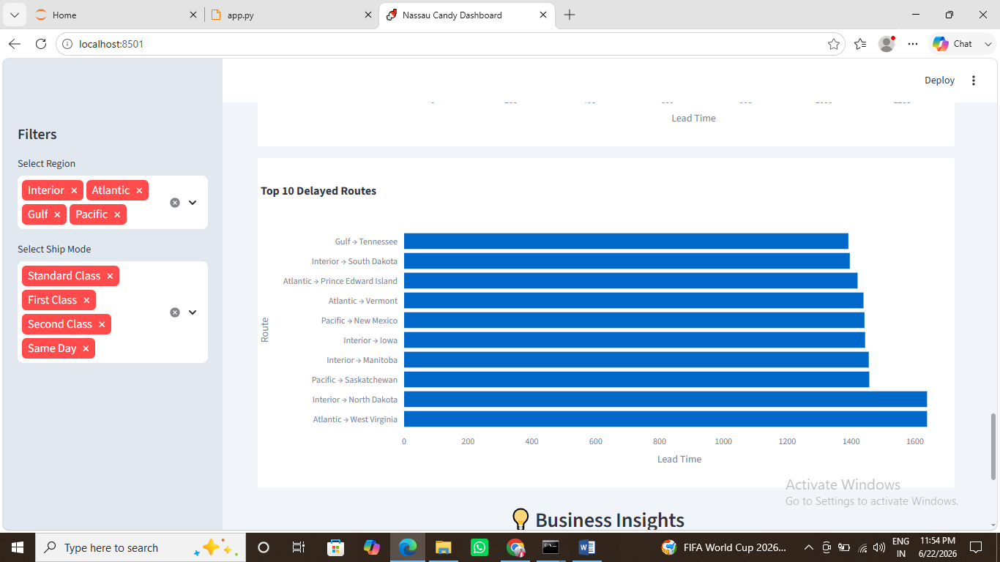 Home
app.py
Nassau Candy Dashboard
localhost:8501
Chat
Deploy
Filters
Select Region
Interior × Atlantic ×
Gulf × Pacific ×
Select Ship Mode
Standard Class ×
First Class ×
Second Class ×
Same Day ×
Lead Time
Top 10 Delayed Routes
Route
Gulf → Tennessee
Interior → South Dakota
Atlantic → Prince Edward Island
Atlantic → Vermont
Pacific → New Mexico
Interior → Iowa
Interior → Manitoba
Pacific → Saskatchewan
Interior → North Dakota
Atlantic → West Virginia
0 200 400 600 800 1000 1200 1400 1600
Lead Time
💡 Business Insights
Activate Windows
Go to Settings to activate Windows.
Type here to search
FIFA World Cup 2026...
ENG
IN
11:54 PM
6/22/2026